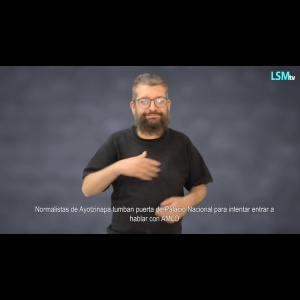 LSMtv
Normalistas de Ayotzinapa tumban puerta de Palacio Nacional para intentar entrar a
hablar con AMLO